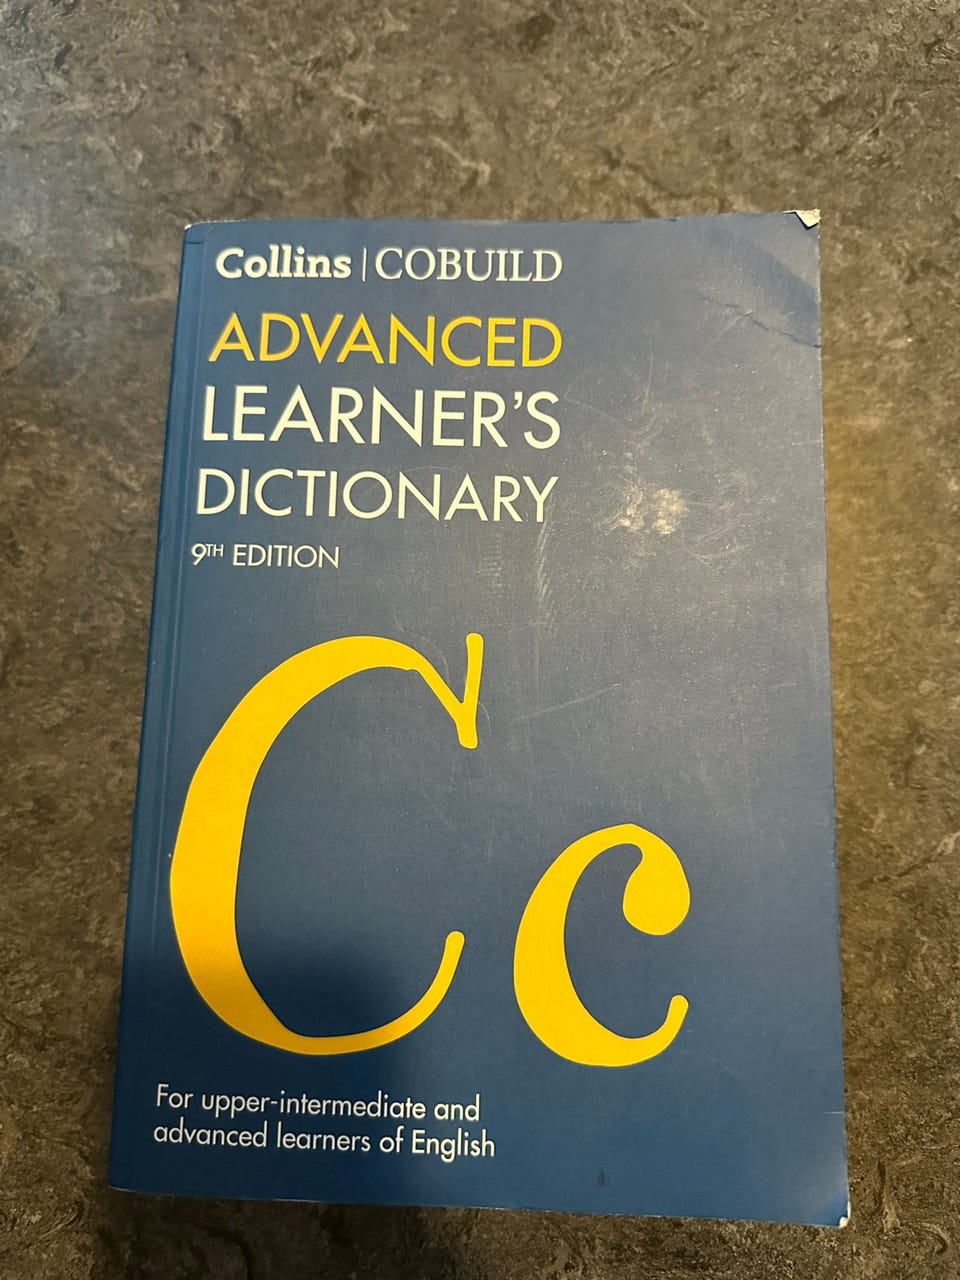 Collins | COBUILD
ADVANCED
LEARNER'S
DICTIONARY
9TH EDITION
Cc
For upper-intermediate and
advanced learners of English